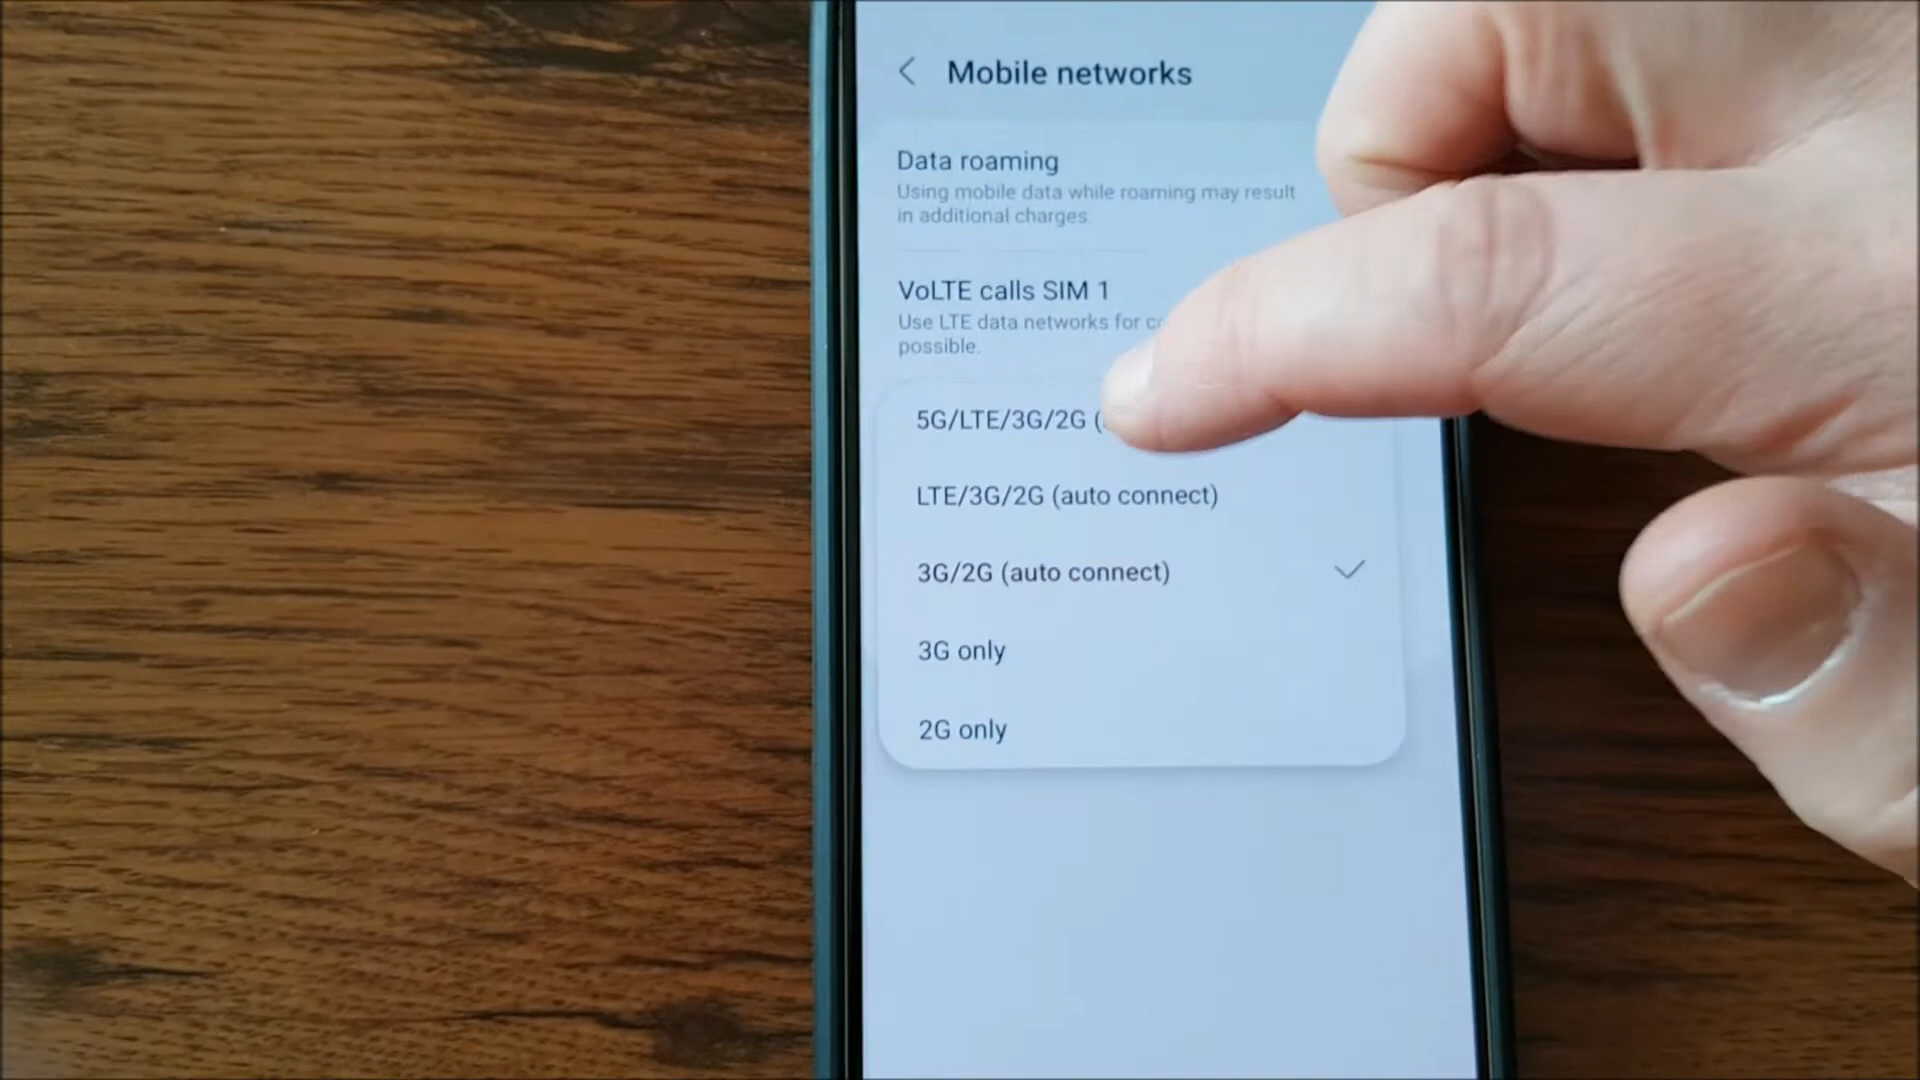 Mobile networks
Data roaming
Using mobile data while roaming may result
in additional charges
VoLTE calls SIM 1
Use LTE data networks for
possible.
5G/LTE/3G/2G (
LTE/3G/2G (auto connect)
3G/2G (auto connect)
3G only
2G only